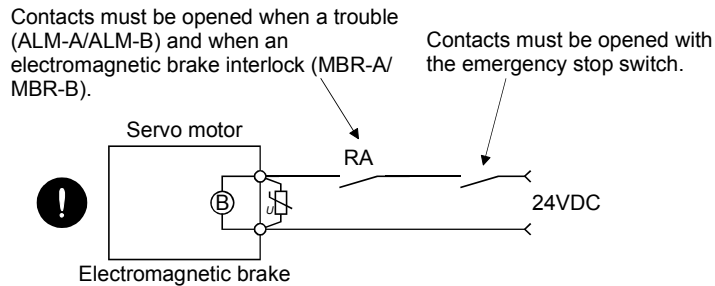 Contacts must be opened when a trouble
(ALM-A/ALM-B) and when an
electromagnetic brake interlock (MBR-A/
MBR-B).
Contacts must be opened with
the emergency stop switch.
Servo motor
RA
B
U
24VDC
Electromagnetic brake